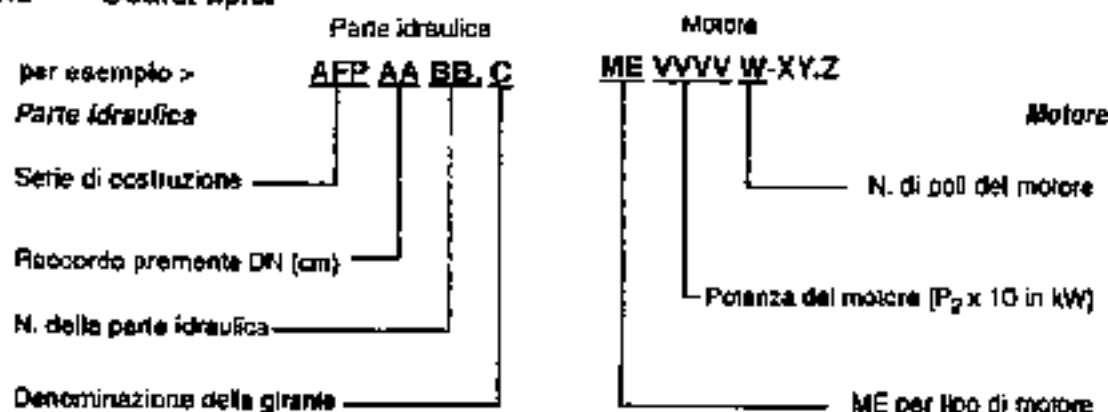 Parte idraulica Motore
per esempio > AFP AA BB. C ME VVVV W-XY.Z
Parte idraulica Motore
Serie di costruzione N. di poli del motore
Raccordo premente DN (cm)
Potenza del motore [P2 x 10 in kW]
N. della parte idraulica
Denominazione della girante ME per tipo di motore